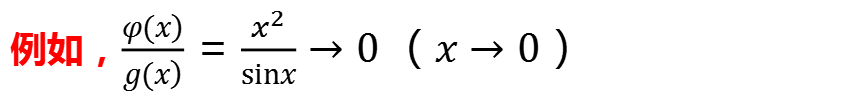 例如，φ(x)/g(x) = x²/sinx → 0（x → 0）